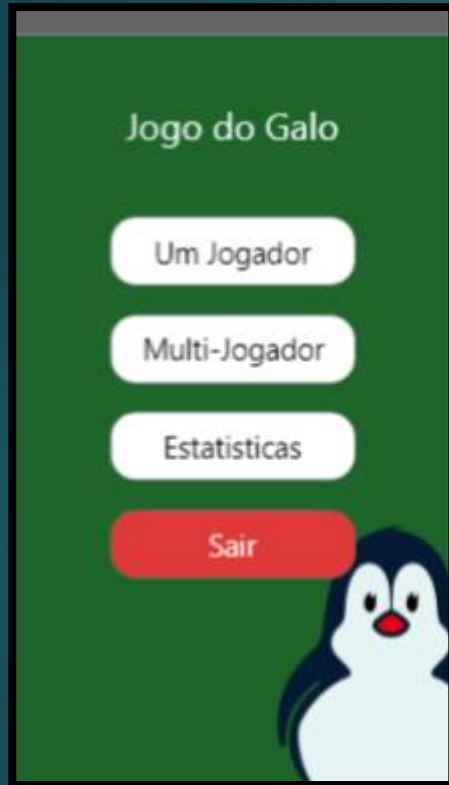 Jogo do Galo
Um Jogador
Multi-Jogador
Estatisticas
Sair